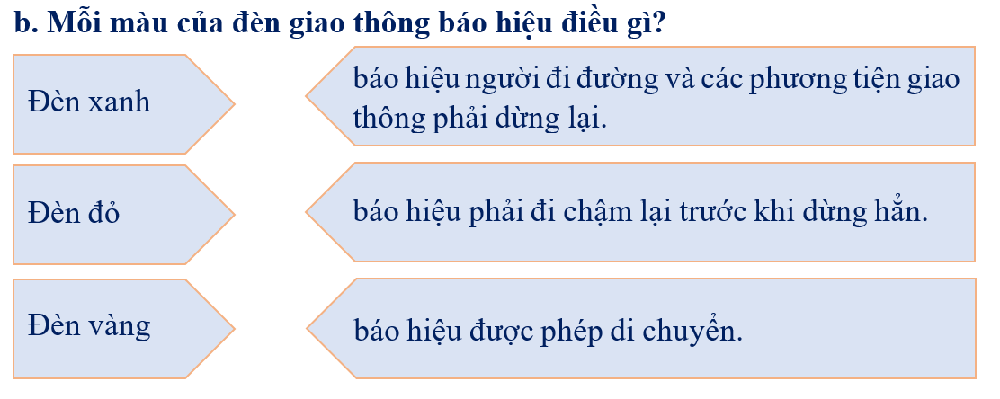 b. Mỗi màu của đèn giao thông báo hiệu điều gì?
Đèn xanh
báo hiệu người đi đường và các phương tiện giao
thông phải dừng lại.
Đèn đỏ
báo hiệu phải đi chậm lại trước khi dừng hẳn.
Đèn vàng
báo hiệu được phép di chuyển.